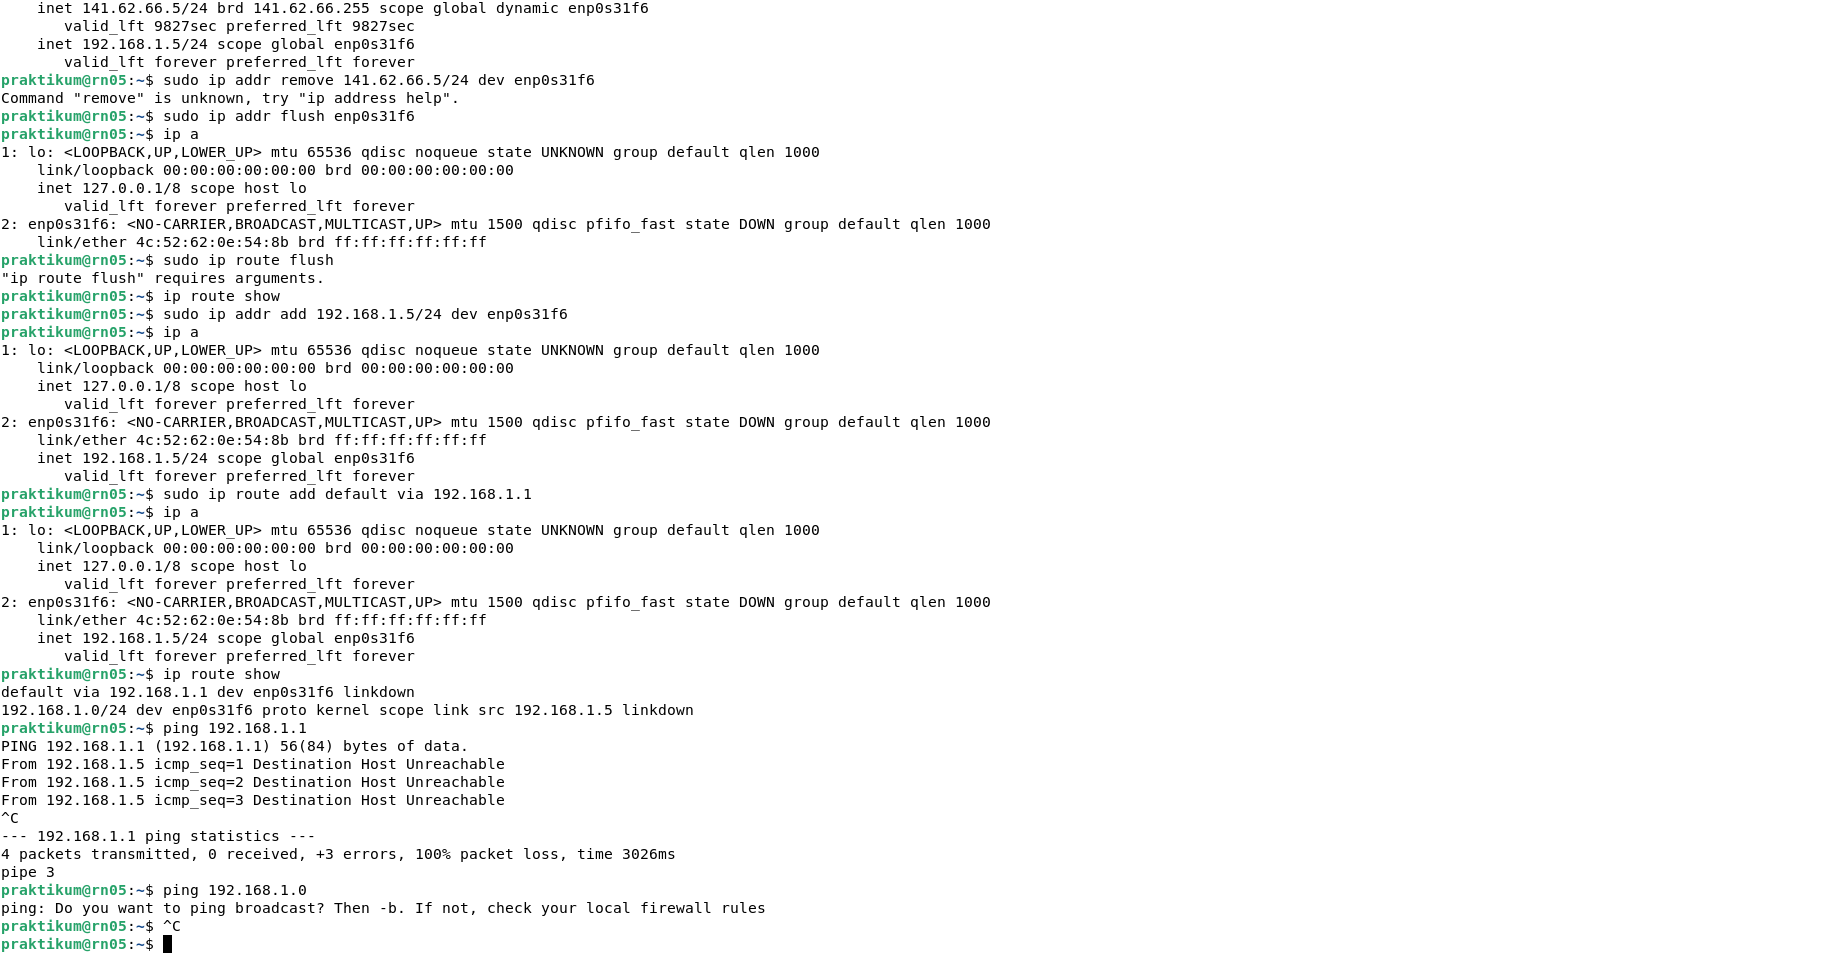 inet 141.62.66.5/24 brd 141.62.66.255 scope global dynamic enp0s31f6
       valid_lft 9827sec preferred_lft 9827sec
    inet 192.168.1.5/24 scope global enp0s31f6
       valid_lft forever preferred_lft forever
praktikum@rn05:~$ sudo ip addr remove 141.62.66.5/24 dev enp0s31f6
Command "remove" is unknown, try "ip address help".
praktikum@rn05:~$ sudo ip addr flush enp0s31f6
praktikum@rn05:~$ ip a
1: lo: <LOOPBACK,UP,LOWER_UP> mtu 65536 qdisc noqueue state UNKNOWN group default qlen 1000
    link/loopback 00:00:00:00:00:00 brd 00:00:00:00:00:00
    inet 127.0.0.1/8 scope host lo
       valid_lft forever preferred_lft forever
2: enp0s31f6: <NO-CARRIER,BROADCAST,MULTICAST,UP> mtu 1500 qdisc pfifo_fast state DOWN group default qlen 1000
    link/ether 4c:52:62:0e:54:8b brd ff:ff:ff:ff:ff:ff
praktikum@rn05:~$ sudo ip route flush
"ip route flush" requires arguments.
praktikum@rn05:~$ ip route show
praktikum@rn05:~$ sudo ip addr add 192.168.1.5/24 dev enp0s31f6
praktikum@rn05:~$ ip a
1: lo: <LOOPBACK,UP,LOWER_UP> mtu 65536 qdisc noqueue state UNKNOWN group default qlen 1000
    link/loopback 00:00:00:00:00:00 brd 00:00:00:00:00:00
    inet 127.0.0.1/8 scope host lo
       valid_lft forever preferred_lft forever
2: enp0s31f6: <NO-CARRIER,BROADCAST,MULTICAST,UP> mtu 1500 qdisc pfifo_fast state DOWN group default qlen 1000
    link/ether 4c:52:62:0e:54:8b brd ff:ff:ff:ff:ff:ff
    inet 192.168.1.5/24 scope global enp0s31f6
       valid_lft forever preferred_lft forever
praktikum@rn05:~$ sudo ip route add default via 192.168.1.1
praktikum@rn05:~$ ip a
1: lo: <LOOPBACK,UP,LOWER_UP> mtu 65536 qdisc noqueue state UNKNOWN group default qlen 1000
    link/loopback 00:00:00:00:00:00 brd 00:00:00:00:00:00
    inet 127.0.0.1/8 scope host lo
       valid_lft forever preferred_lft forever
2: enp0s31f6: <NO-CARRIER,BROADCAST,MULTICAST,UP> mtu 1500 qdisc pfifo_fast state DOWN group default qlen 1000
    link/ether 4c:52:62:0e:54:8b brd ff:ff:ff:ff:ff:ff
    inet 192.168.1.5/24 scope global enp0s31f6
       valid_lft forever preferred_lft forever
praktikum@rn05:~$ ip route show
default via 192.168.1.1 dev enp0s31f6 linkdown
192.168.1.0/24 dev enp0s31f6 proto kernel scope link src 192.168.1.5 linkdown
praktikum@rn05:~$ ping 192.168.1.1
PING 192.168.1.1 (192.168.1.1) 56(84) bytes of data.
From 192.168.1.5 icmp_seq=1 Destination Host Unreachable
From 192.168.1.5 icmp_seq=2 Destination Host Unreachable
From 192.168.1.5 icmp_seq=3 Destination Host Unreachable
^C
--- 192.168.1.1 ping statistics ---
4 packets transmitted, 0 received, +3 errors, 100% packet loss, time 3026ms
pipe 3
praktikum@rn05:~$ ping 192.168.1.0
ping: Do you want to ping broadcast? Then -b. If not, check your local firewall rules
praktikum@rn05:~$ ^C
praktikum@rn05:~$